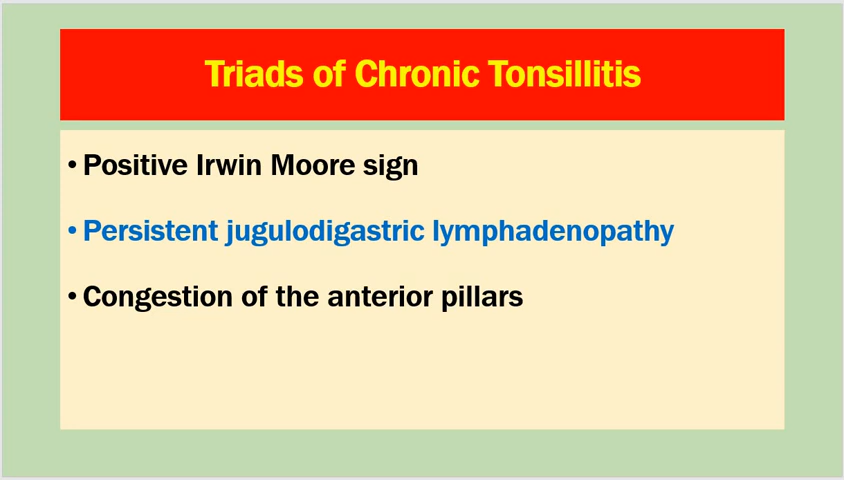 Triads of Chronic Tonsillitis
• Positive Irwin Moore sign
• Persistent jugulodigastric lymphadenopathy
• Congestion of the anterior pillars